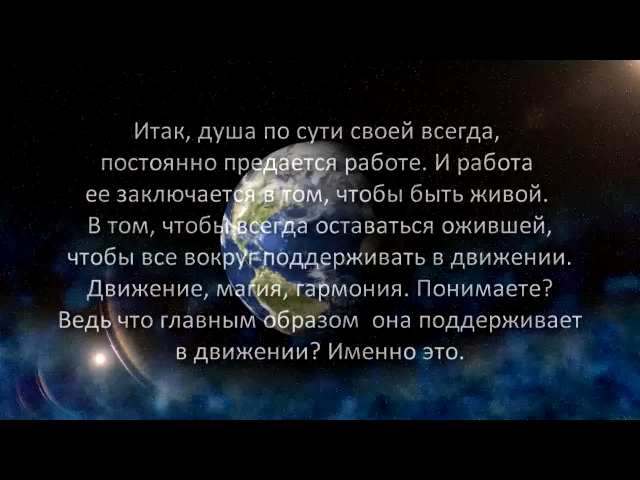 Итак, душа по сути своей всегда,
постоянно предается работе. И работа
ее заключается в том, чтобы быть живой.
В том, чтобы всегда оставаться ожившей,
чтобы все вокруг поддерживать в движении.
Движение, магия, гармония. Понимаете?
Ведь что главным образом она поддерживает
в движении? Именно это.